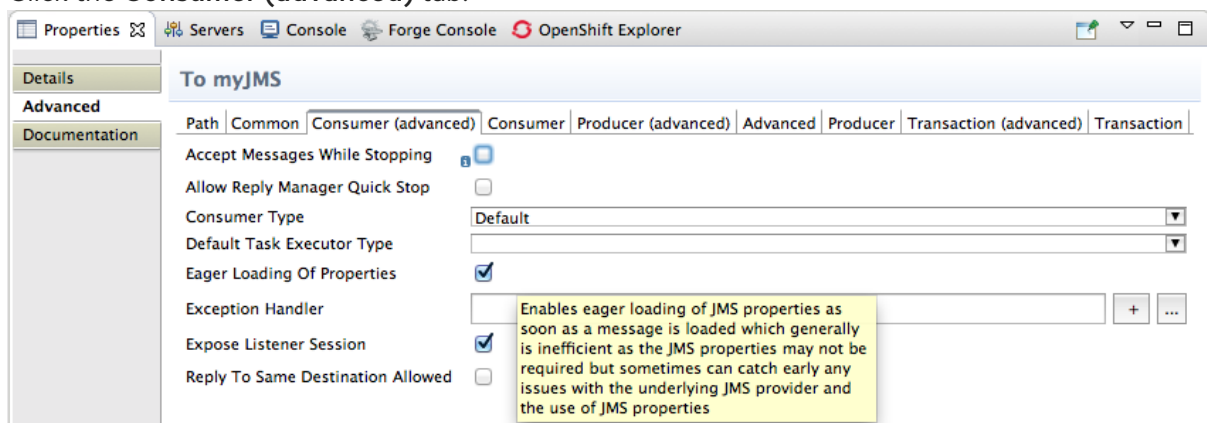 Click the Consumer (advanced) tab.
Properties Servers Console Forge Console OpenShift Explorer
Details
To myJMS
Advanced
Path Common Consumer (advanced) Consumer Producer (advanced) Advanced Producer Transaction (advanced) Transaction
Documentation
Accept Messages While Stopping
Allow Reply Manager Quick Stop
Consumer Type Default
Default Task Executor Type
Eager Loading Of Properties
Exception Handler + ...
Expose Listener Session
Reply To Same Destination Allowed
Enables eager loading of JMS properties as
soon as a message is loaded which generally
is inefficient as the JMS properties may not be
required but sometimes can catch early any
issues with the underlying JMS provider and
the use of JMS properties